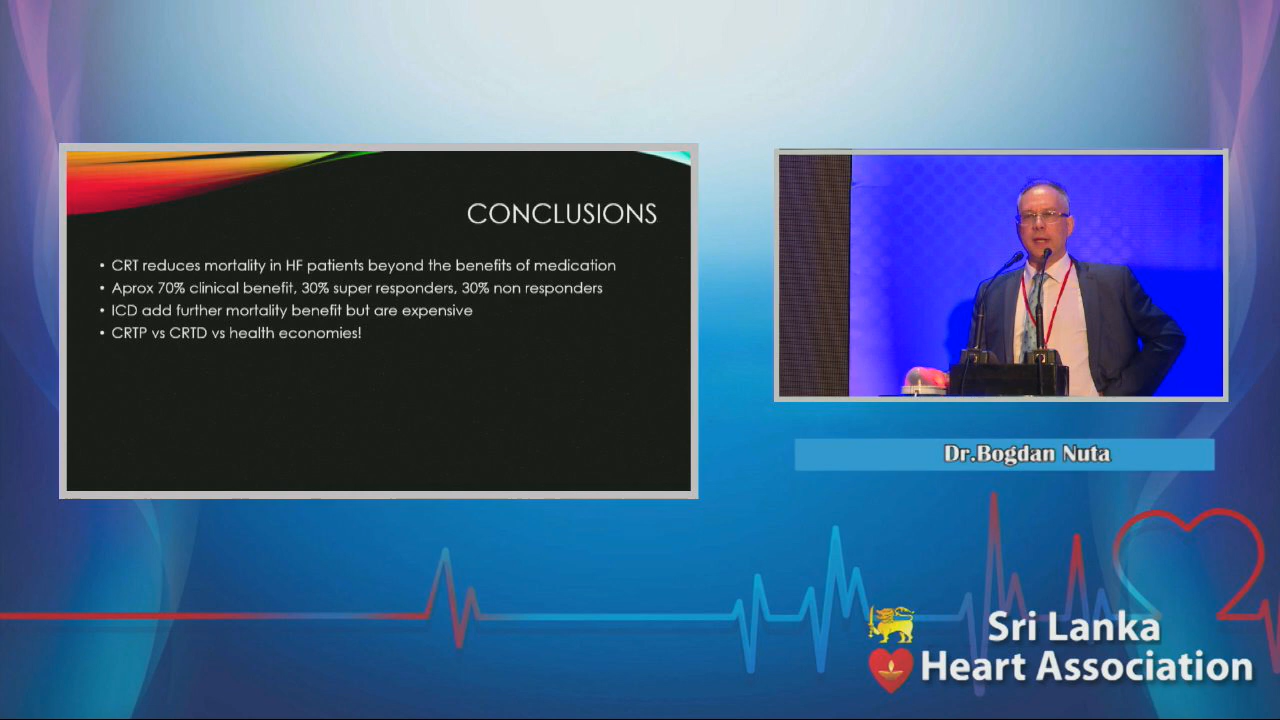 CONCLUSIONS
• CRT reduces mortality in HF patients beyond the benefits of medication
• Aprox 70% clinical benefit, 30% super responders, 30% non responders
• ICD add further mortality benefit but are expensive
• CRTP vs CRTD vs health economies!
Dr.Bogdan Nuta
Sri Lanka
Heart Association